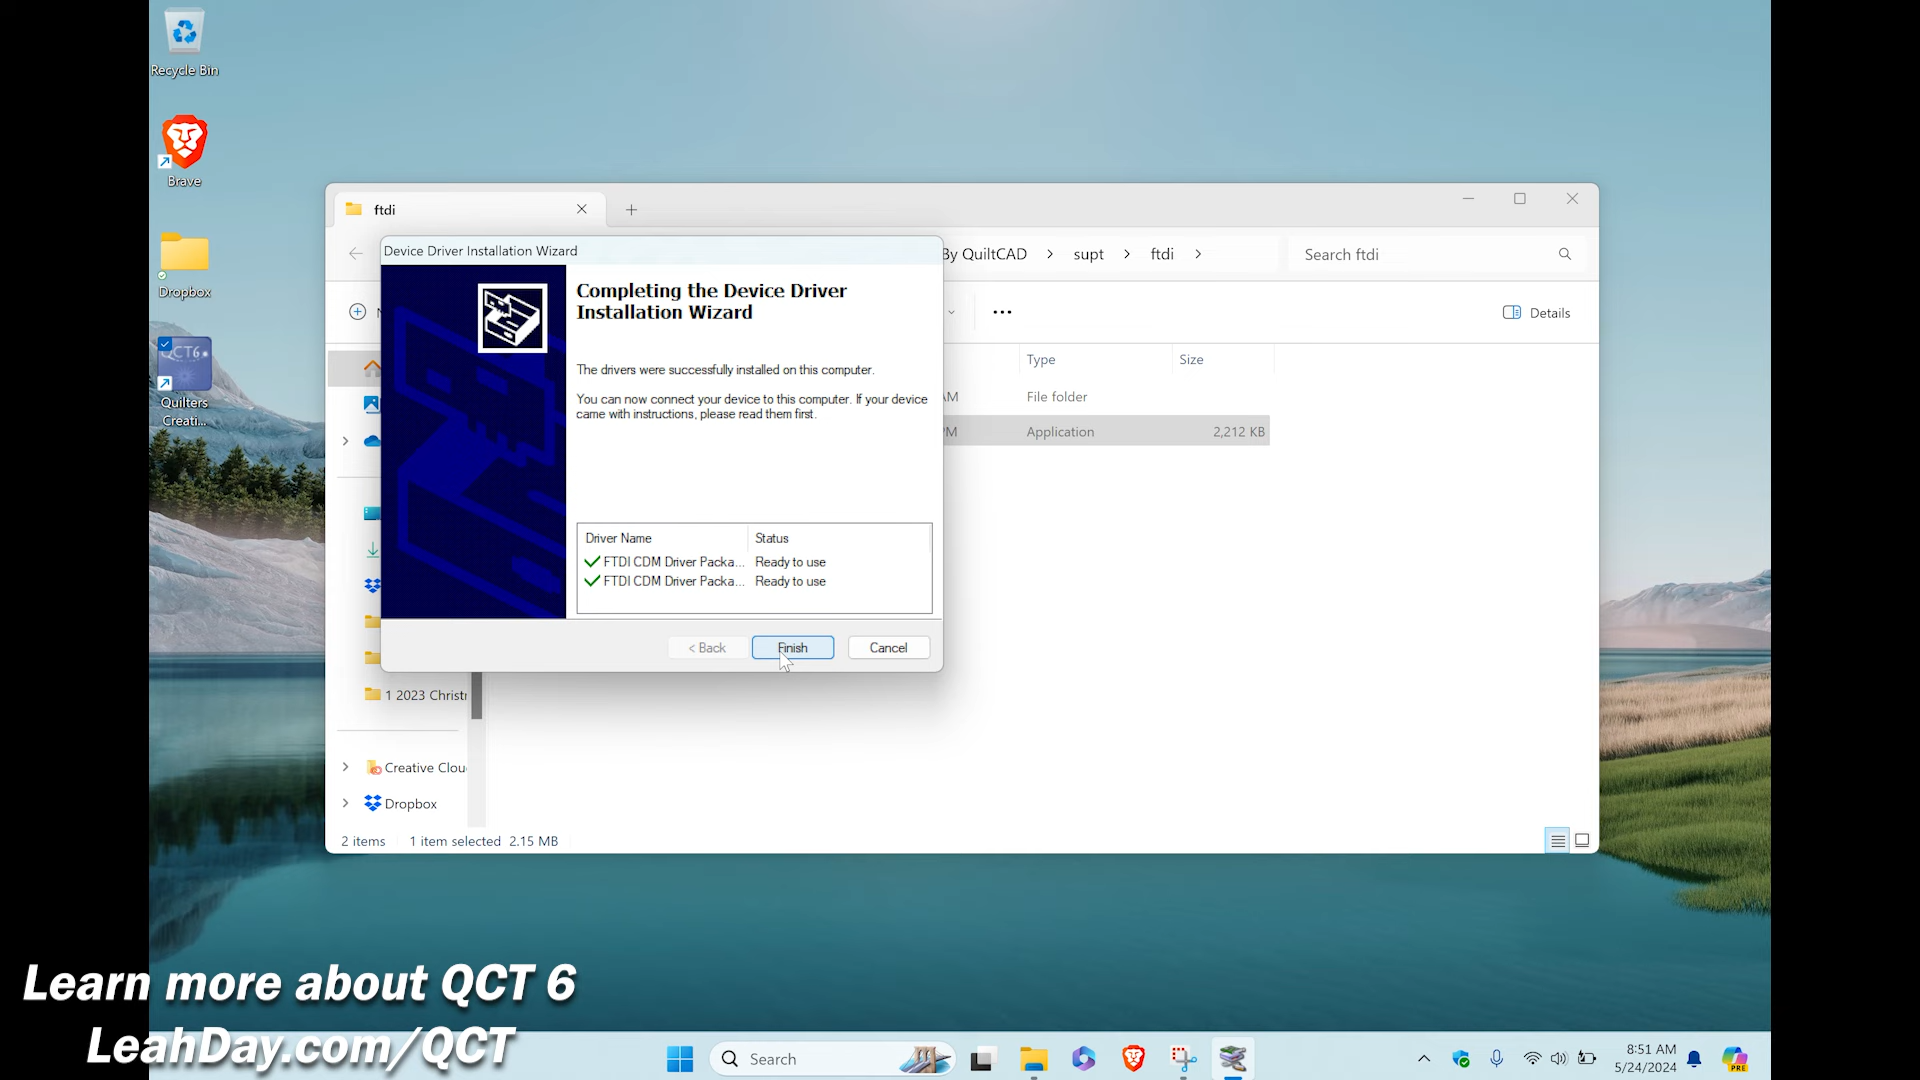 Recycle Bin
Brave
Dropbox
QCT6
Quilters
Creati...
ftdi
By QuiltCAD > supt > ftdi >
Search ftdi
Details
Device Driver Installation Wizard
Completing the Device Driver
Installation Wizard
The drivers were successfully installed on this computer.
You can now connect your device to this computer. If your device
came with instructions, please read them first.
Driver Name Status
FTDI CDM Driver Packa... Ready to use
FTDI CDM Driver Packa... Ready to use
< Back Finish Cancel
Type Size
File folder
Application 2,212 KB
1 2023 Christ
Creative Clou
Dropbox
2 items 1 item selected 2.15 MB
Learn more about QCT 6
LeahDay.com/QCT
Search
8:51 AM
5/24/2024
PRE